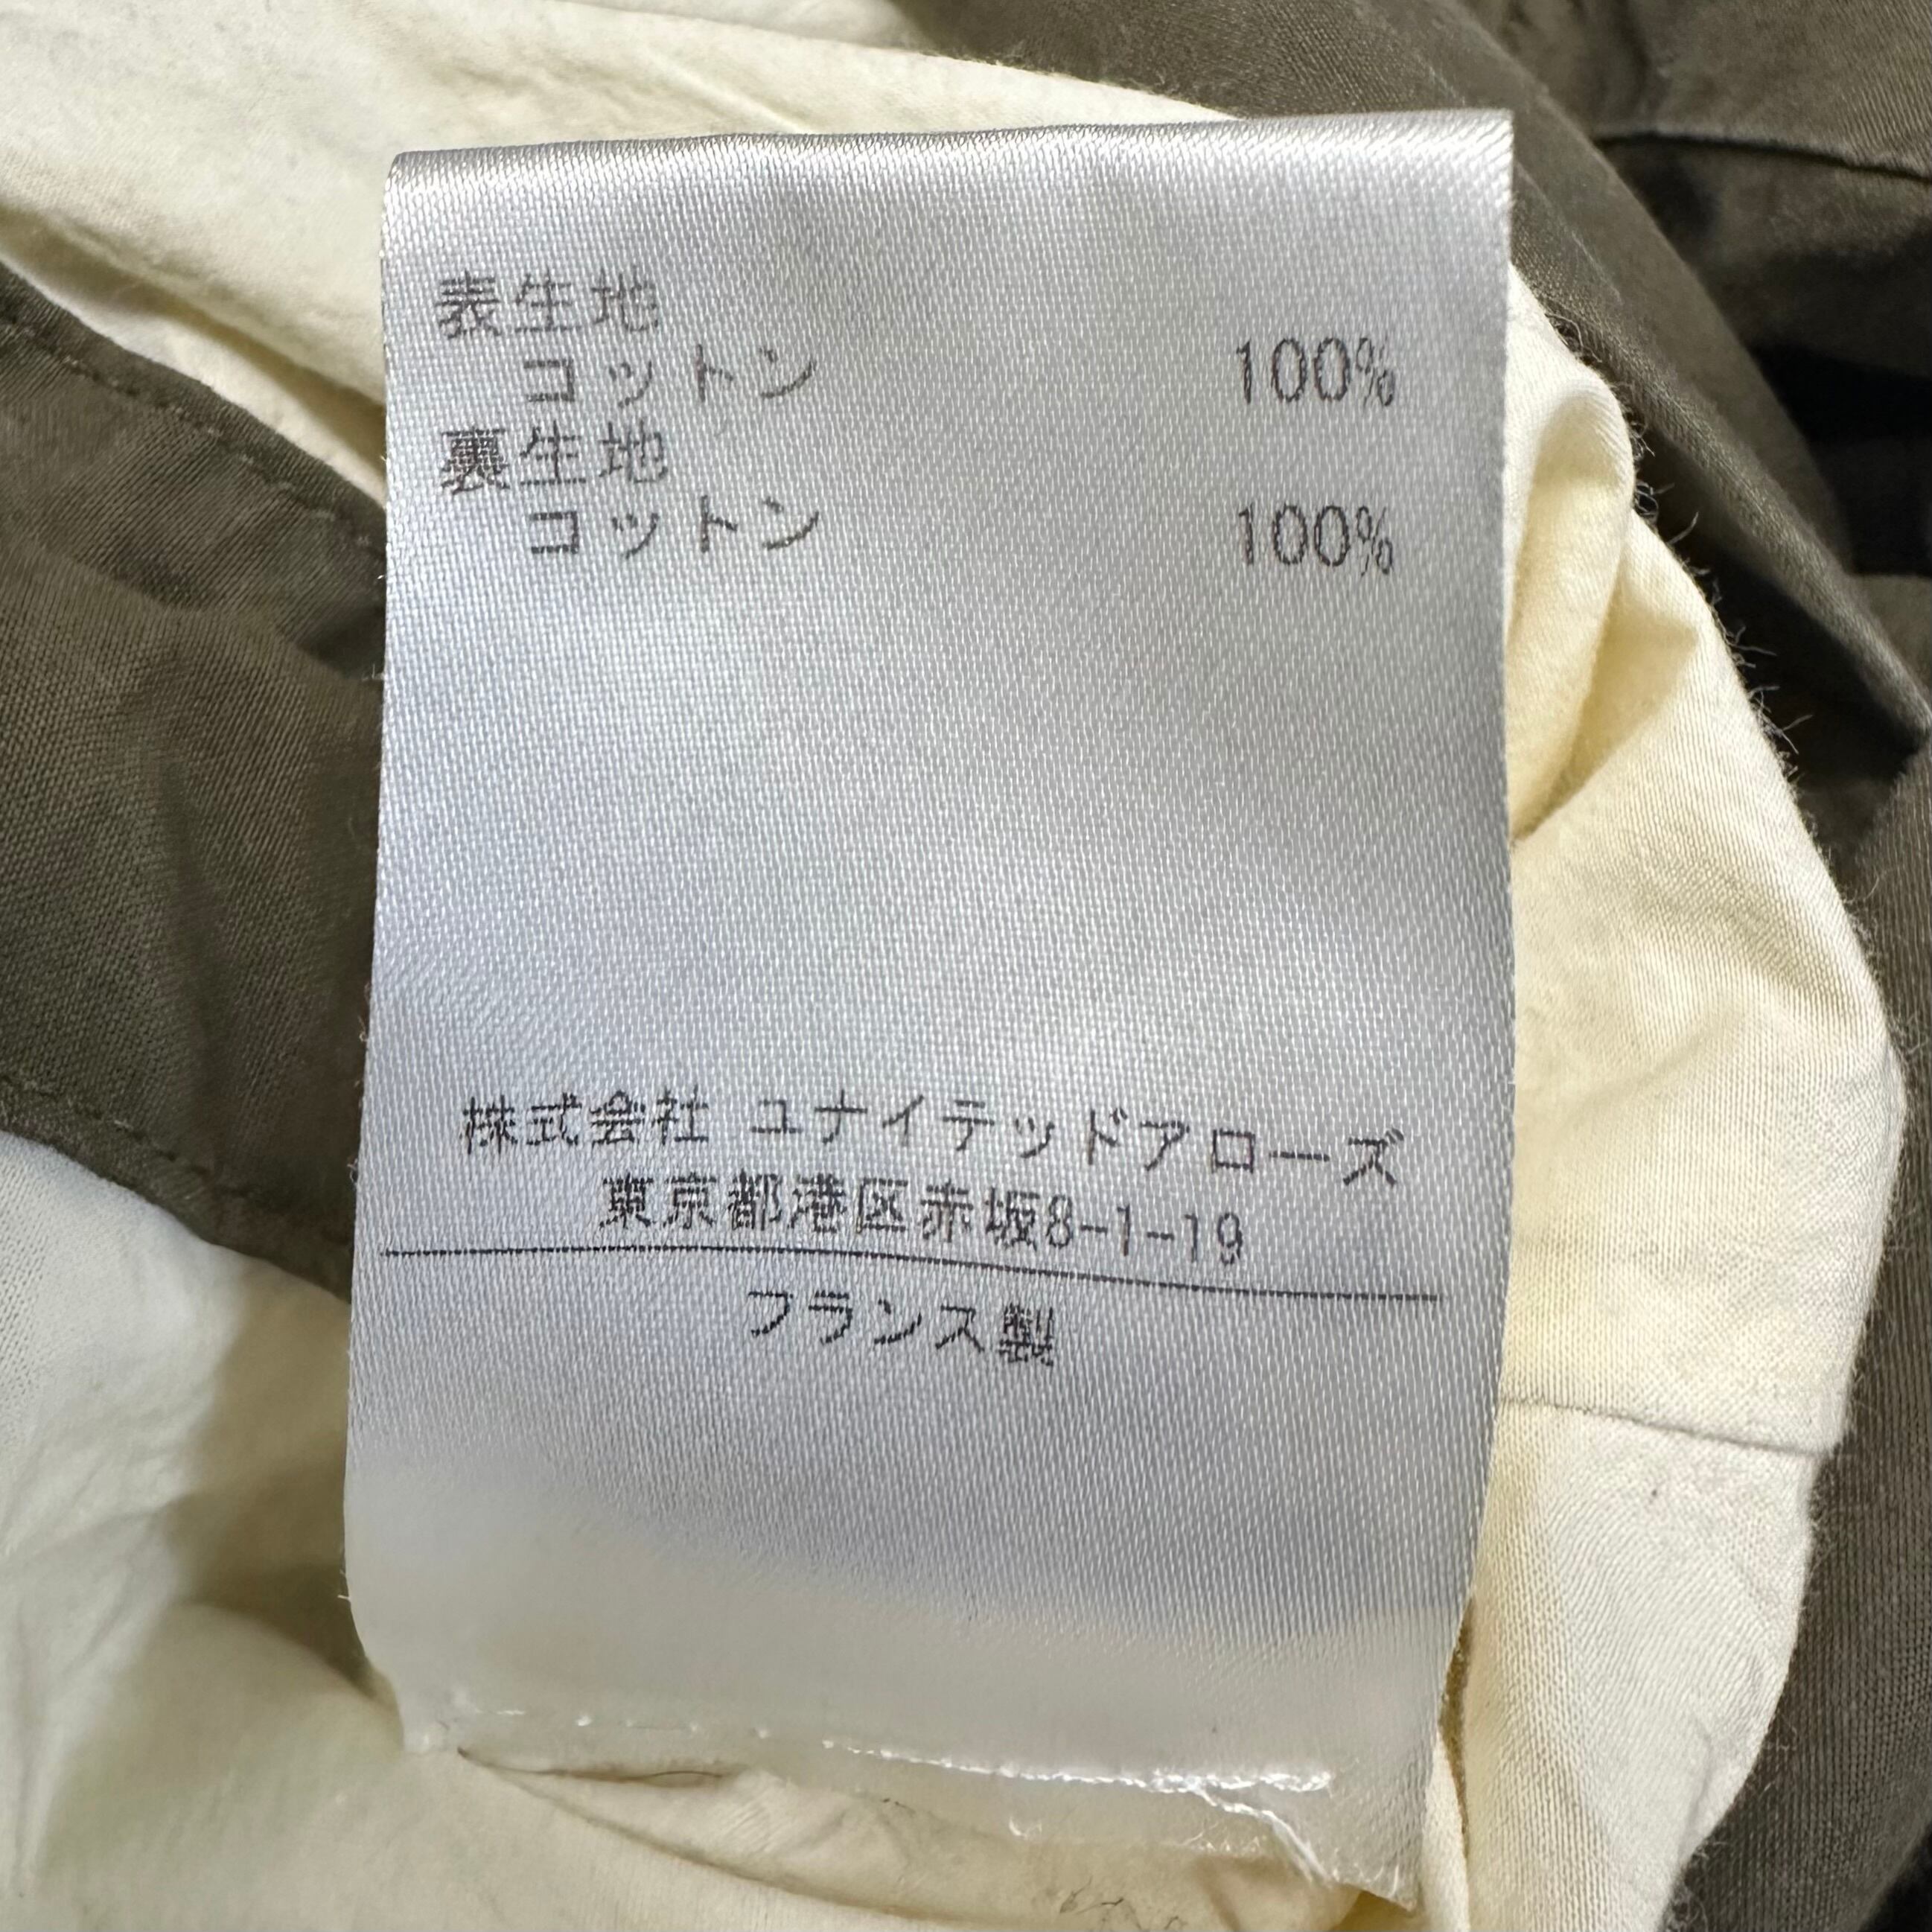 表生地
コットン 100%
裏生地
コットン 100%
株式会社 ユナイテッドアローズ
東京都港区赤坂8-1-19
フランス製